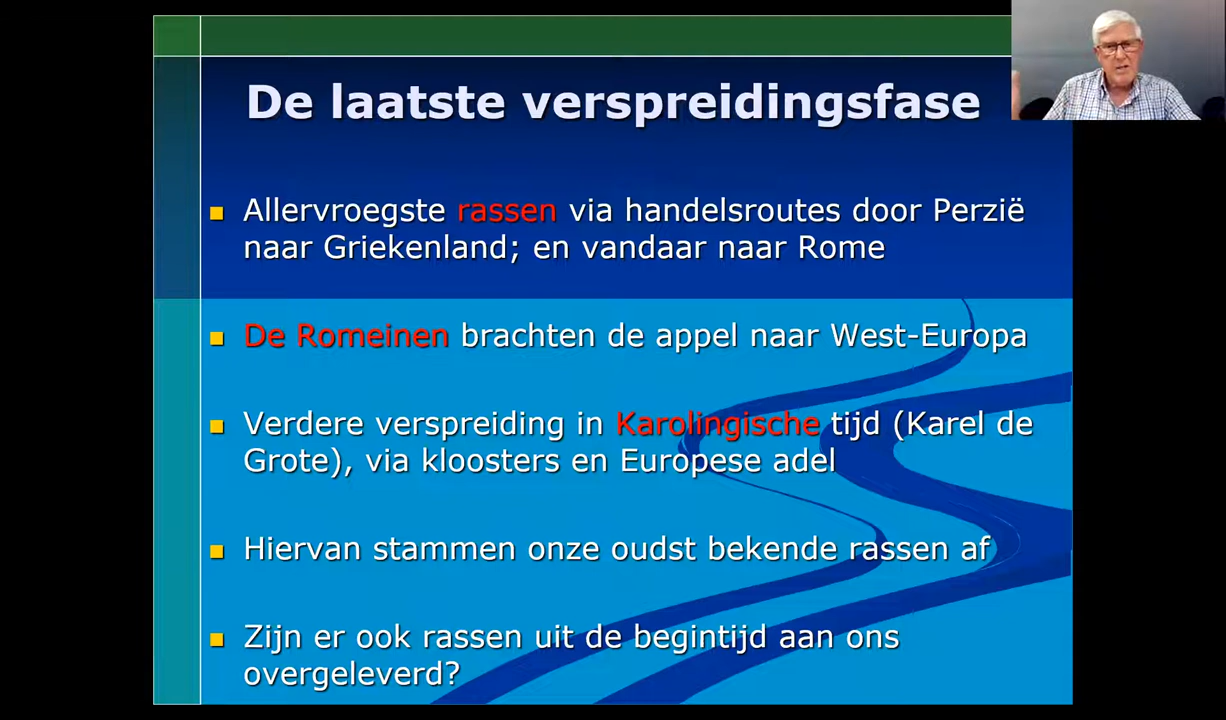 De laatste verspreidingsfase
Allervroegste rassen via handelsroutes door Perzië
naar Griekenland; en vandaar naar Rome
De Romeinen brachten de appel naar West-Europa
Verdere verspreiding in Karolingische tijd (Karel de
Grote), via kloosters en Europese adel
Hiervan stammen onze oudst bekende rassen af
Zijn er ook rassen uit de begintijd aan ons
overgeleverd?